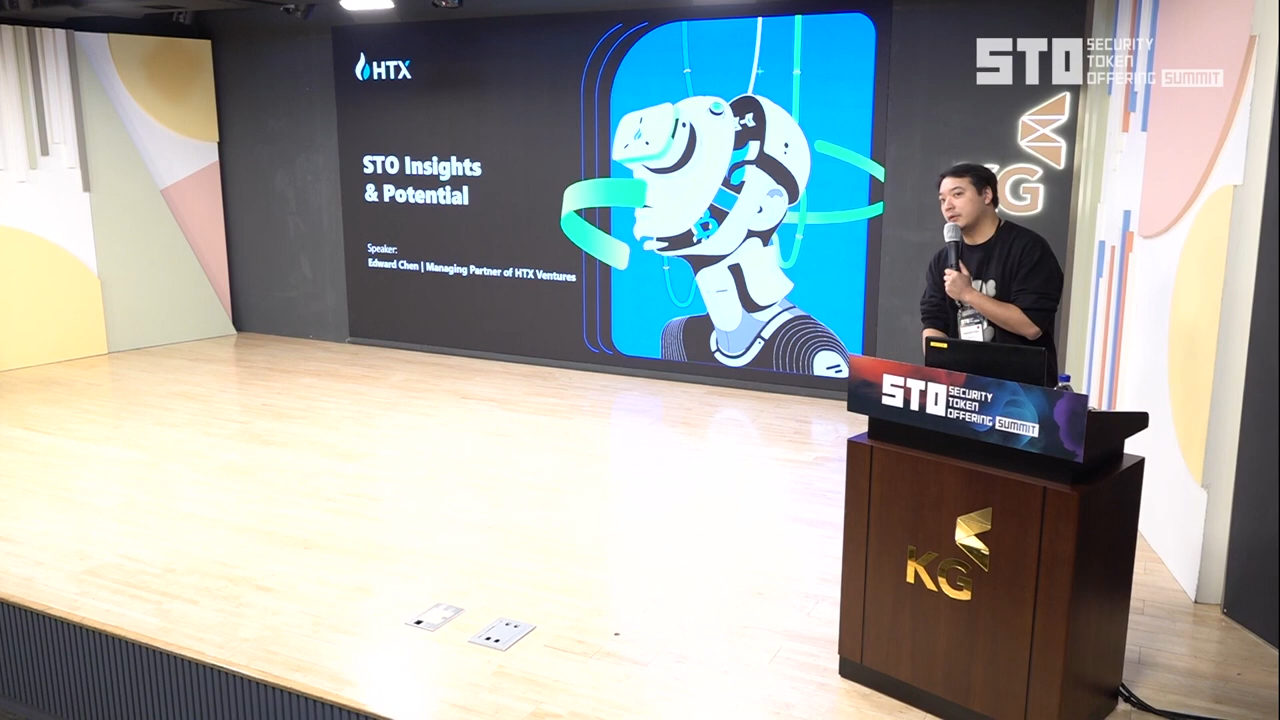 HTX
STO Insights
& Potential
Speaker:
Edward Chen | Managing Partner of HTX Ventures
STO
SECURITY
TOKEN
OFFERING SUMMIT
KG
STO
SECURITY
TOKEN
OFFERING SUMMIT
KG